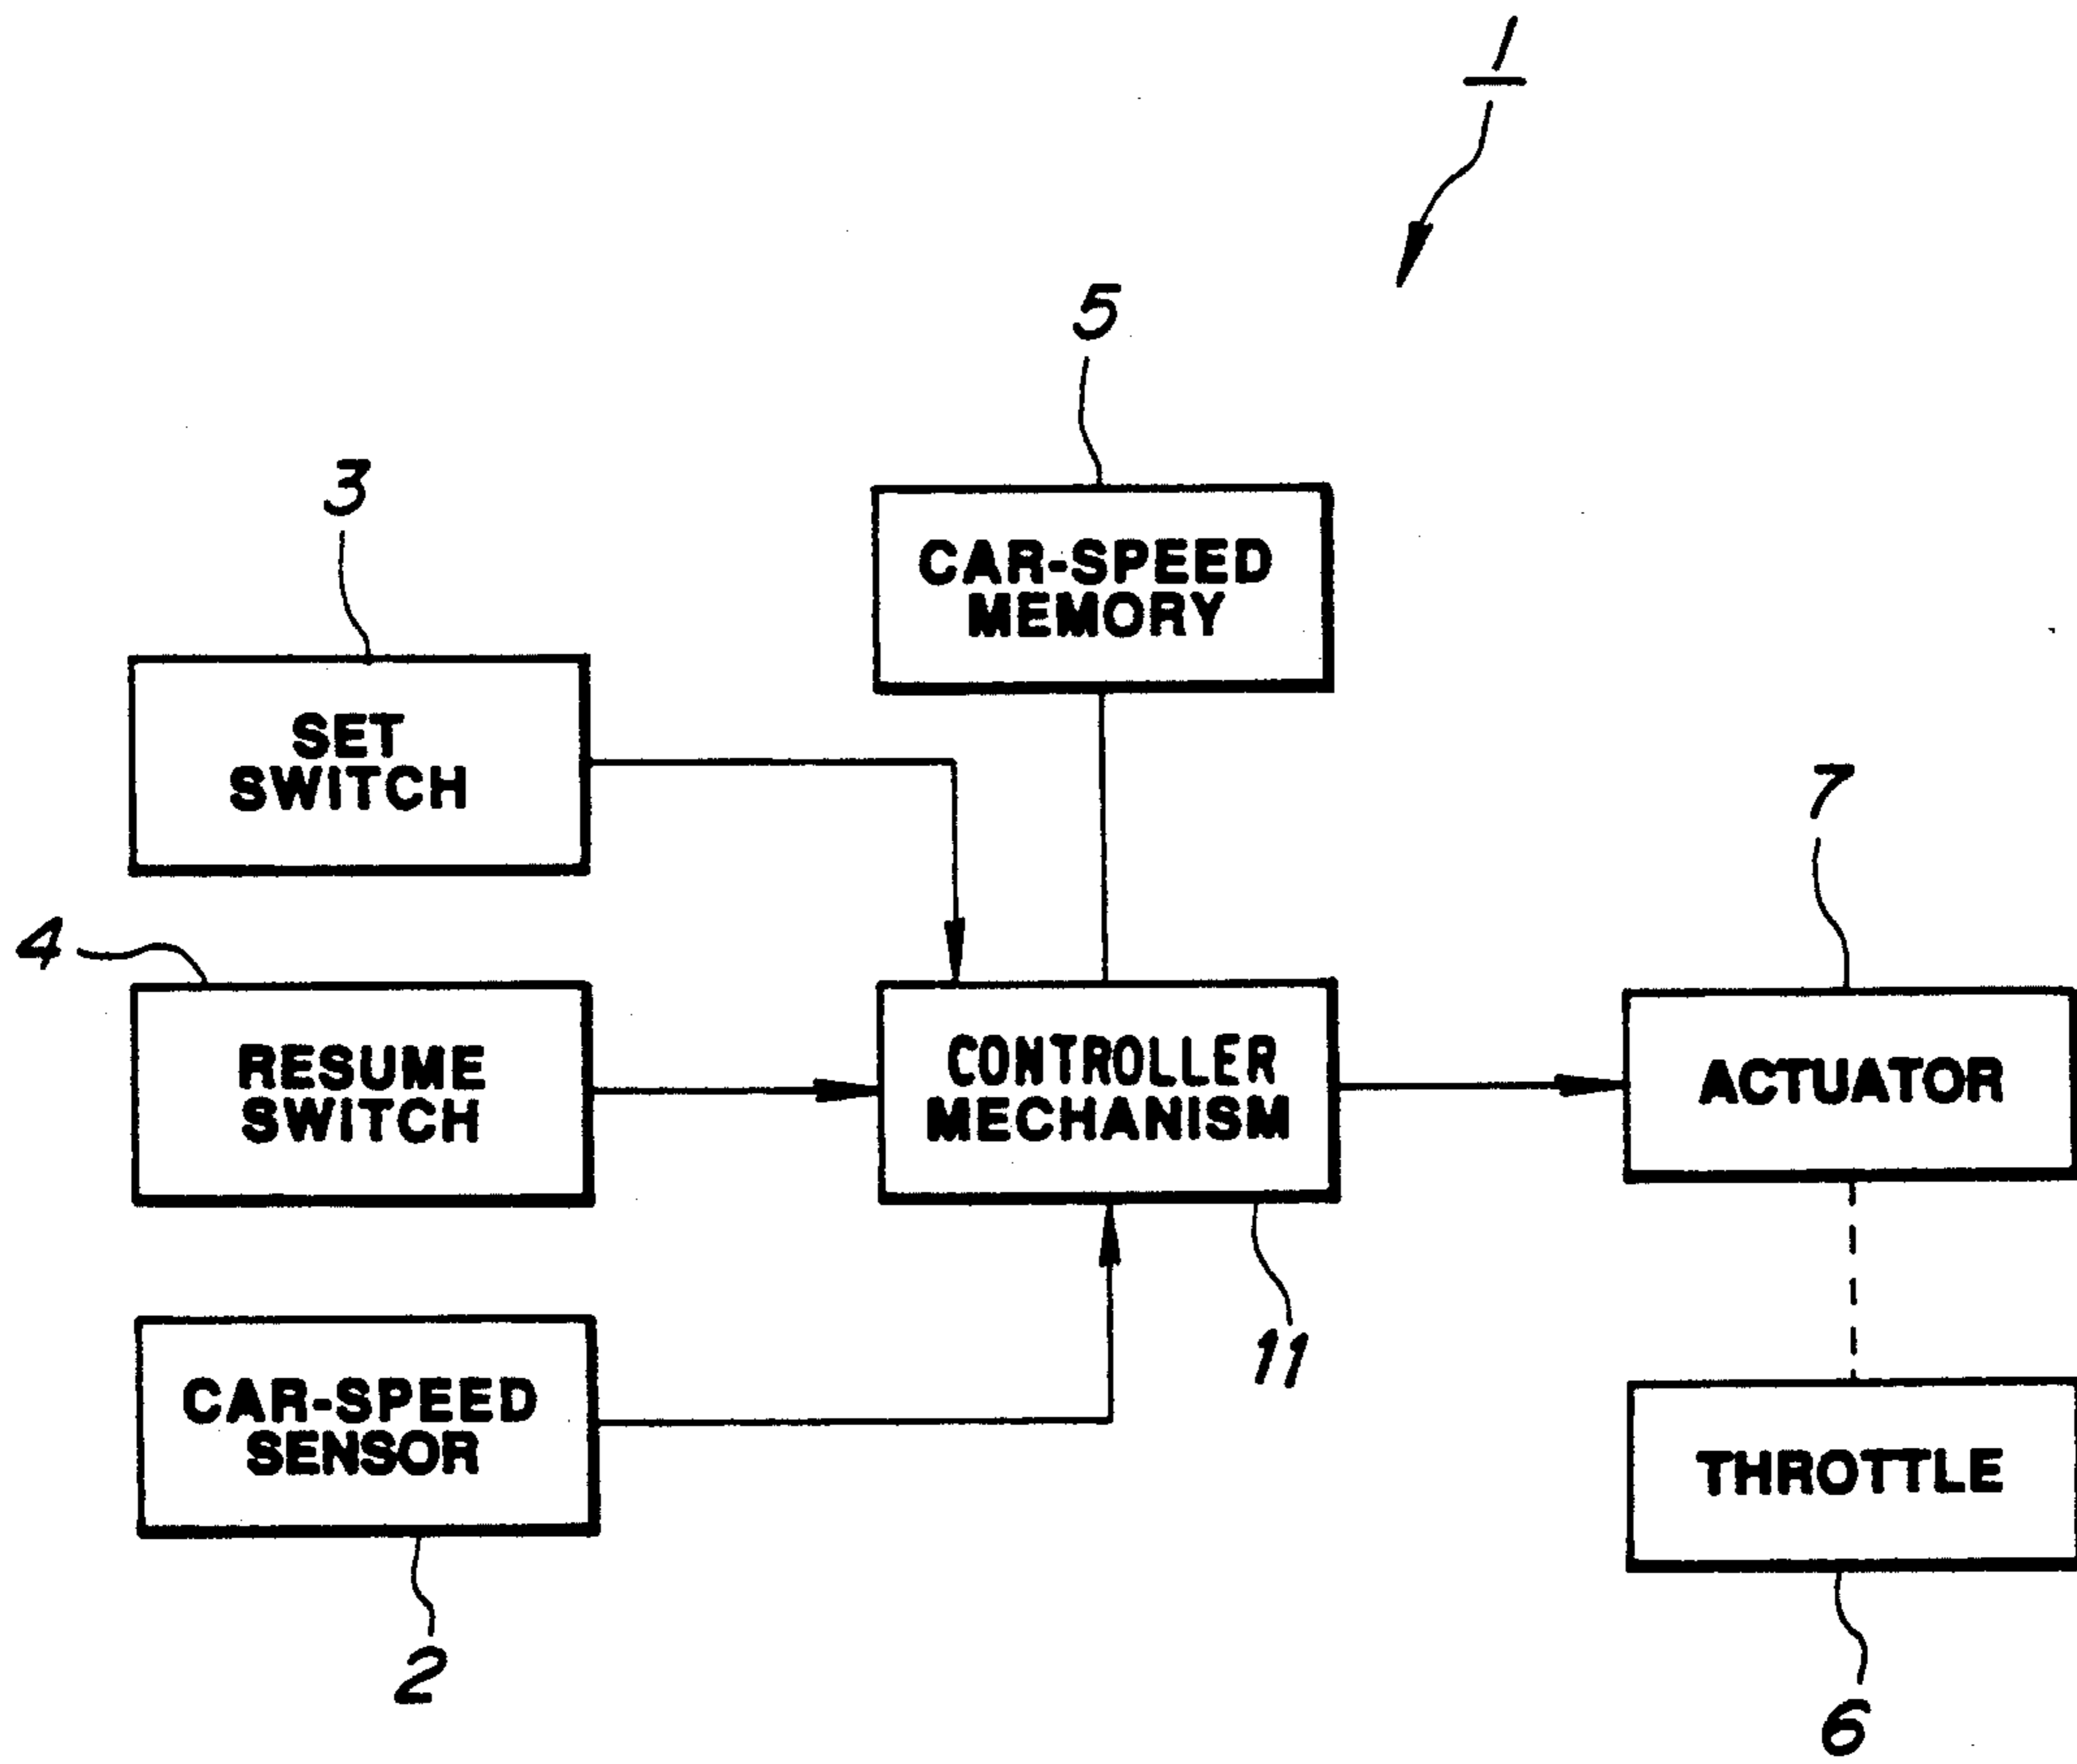 1
5
CAR-SPEED
MEMORY
3
SET
SWITCH
7
4
RESUME
SWITCH
CONTROLLER
MECHANISM
ACTUATOR
11
CAR-SPEED
SENSOR
THROTTLE
2
6